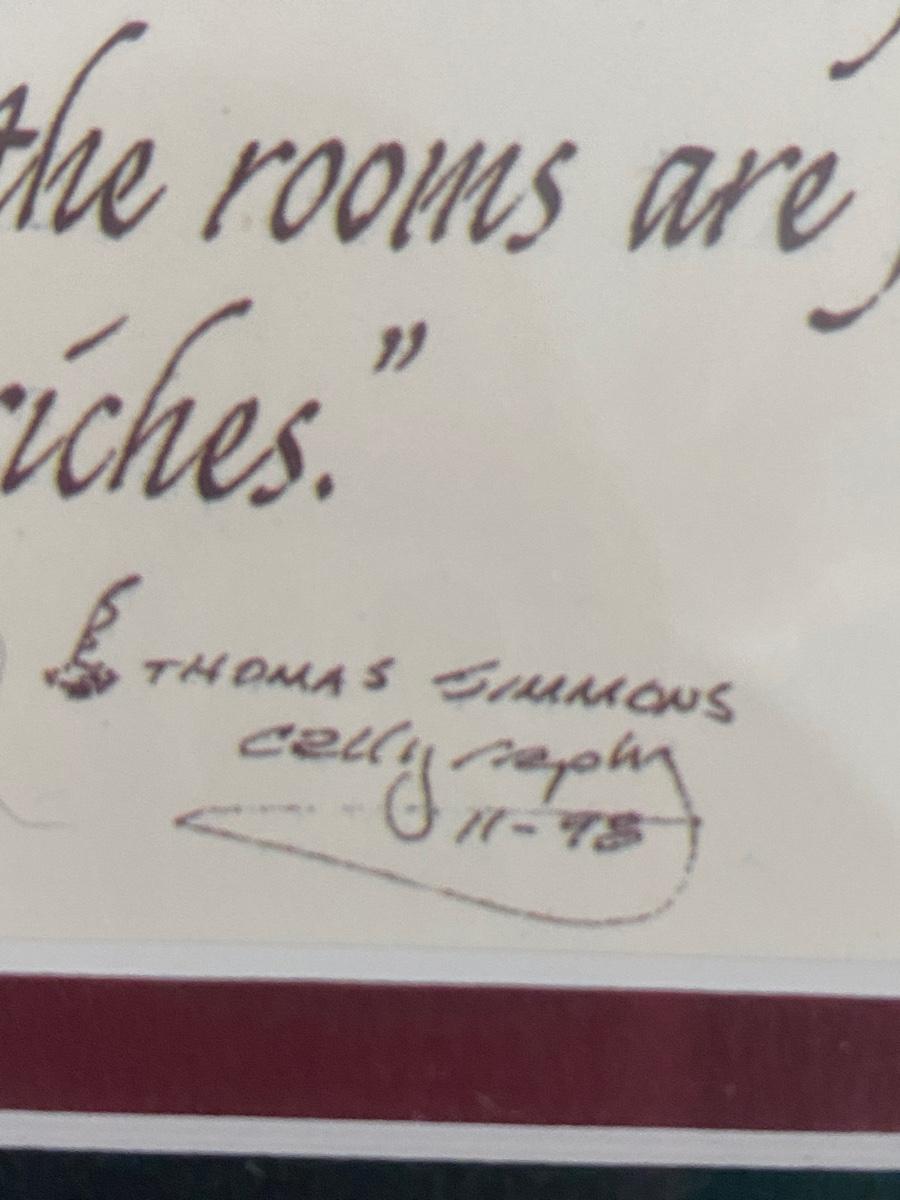 the rooms are
riches."
THOMAS SIMMONS
Calligraphy
11-98